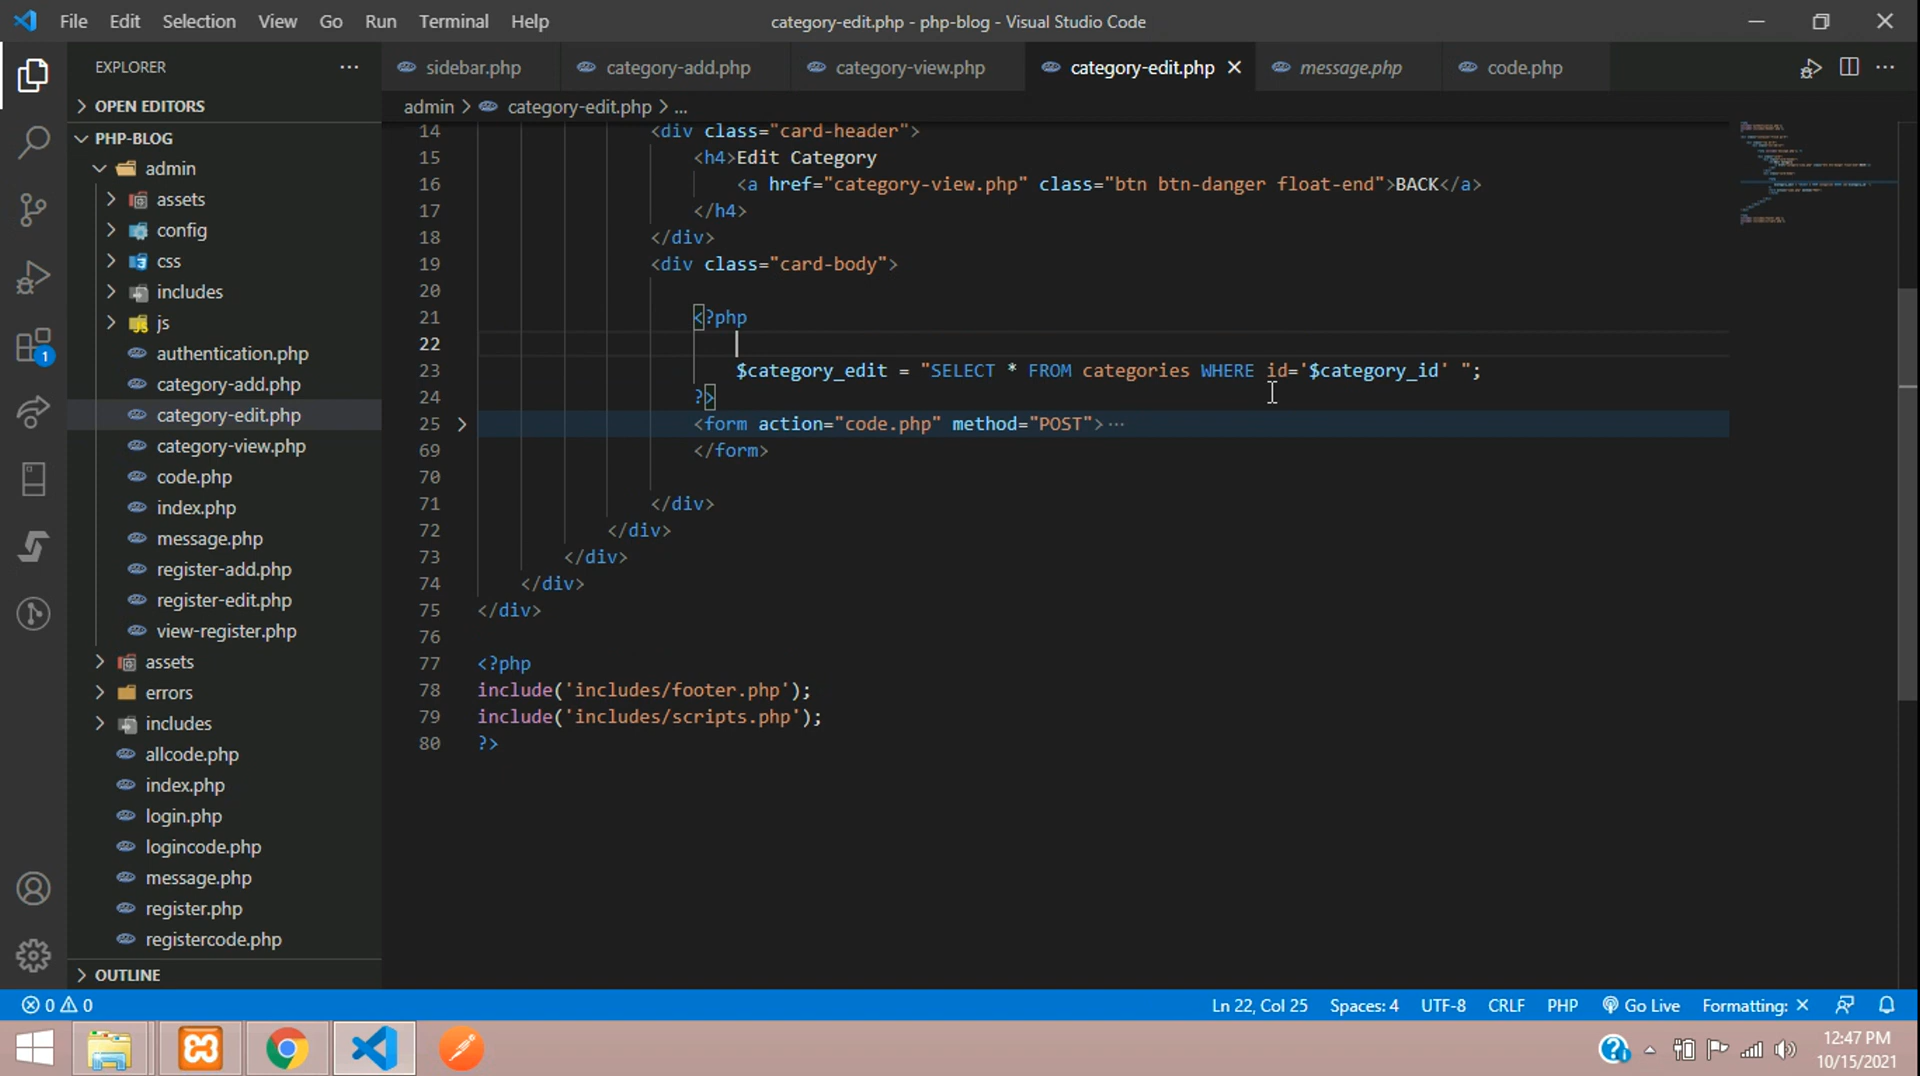 File Edit Selection View Go Run Terminal Help
category-edit.php - php-blog - Visual Studio Code
EXPLORER
OPEN EDITORS
PHP-BLOG
admin
assets
config
css
includes
js
authentication.php
category-add.php
category-edit.php
category-view.php
code.php
index.php
message.php
register-add.php
register-edit.php
view-register.php
assets
errors
includes
allcode.php
index.php
login.php
logincode.php
message.php
register.php
registercode.php
OUTLINE
1
sidebar.php category-add.php category-view.php category-edit.php message.php code.php
admin > category-edit.php > ...
14 <div class="card-header">
15 <h4>Edit Category
16 <a href="category-view.php" class="btn btn-danger float-end">BACK</a>
17 </h4>
18 </div>
19 <div class="card-body">
20
21 <?php
22
23 $category_edit = "SELECT * FROM categories WHERE id='$category_id' ";
24 ?>
25 <form action="code.php" method="POST"> ...
69 </form>
70
71 </div>
72 </div>
73 </div>
74 </div>
75 </div>
76
77 <?php
78 include('includes/footer.php');
79 include('includes/scripts.php');
80 ?>
0 0 Ln 22, Col 25 Spaces: 4 UTF-8 CRLF PHP Go Live Formatting: ×
12:47 PM
10/15/2021